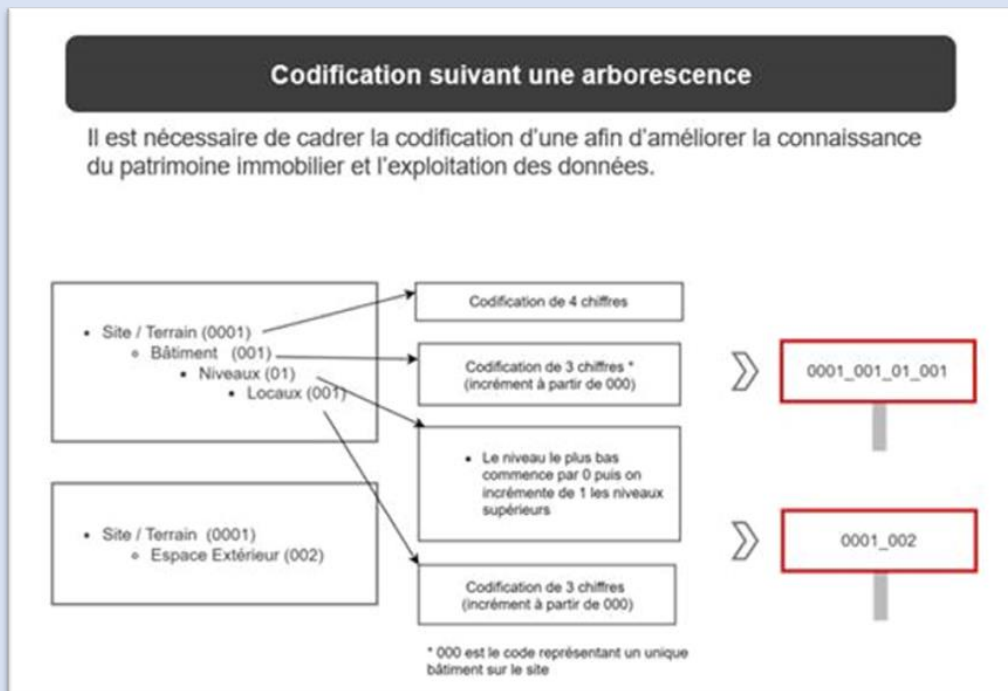 Codification suivant une arborescence
Il est nécessaire de cadrer la codification d'une afin d'améliorer la connaissance
du patrimoine immobilier et l'exploitation des données.
• Site / Terrain (0001)
∘ Bâtiment (001)
• Niveaux (01)
• Locaux (001)
• Site / Terrain (0001)
∘ Espace Extérieur (002)
Codification de 4 chiffres
Codification de 3 chiffres *
(incrément à partir de 000)
• Le niveau le plus bas
commence par 0 puis on
incrémente de 1 les niveaux
supérieurs
Codification de 3 chiffres
(incrément à partir de 000)
* 000 est le code représentant un unique
bâtiment sur le site
0001_001_01_001
0001_002